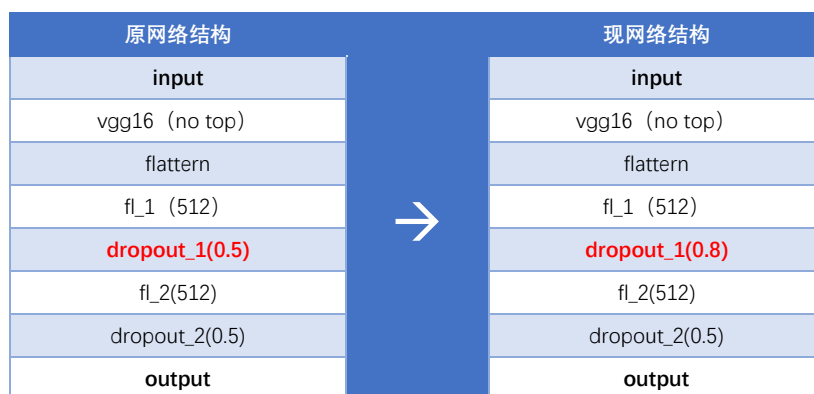 原网络结构 现网络结构
input input
vgg16（no top） vgg16（no top）
flattern flattern
fl_1（512） fl_1（512）
→
dropout_1(0.5) dropout_1(0.8)
fl_2(512) fl_2(512)
dropout_2(0.5) dropout_2(0.5)
output output